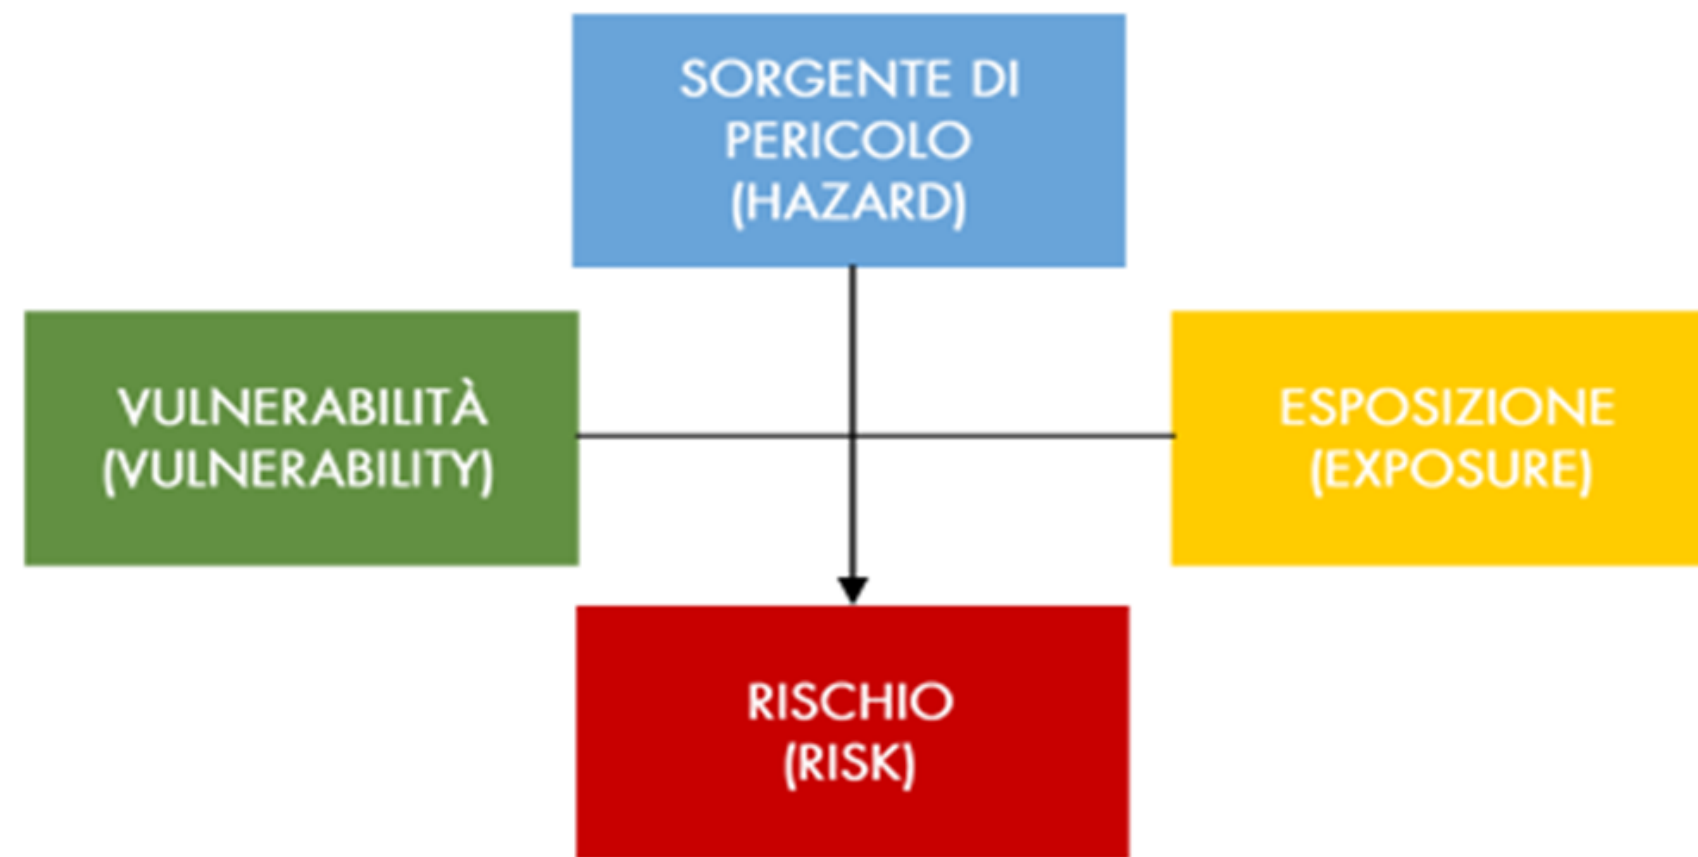 SORGENTE DI
PERICOLO
(HAZARD)
VULNERABILITÀ
(VULNERABILITY)
ESPOSIZIONE
(EXPOSURE)
RISCHIO
(RISK)